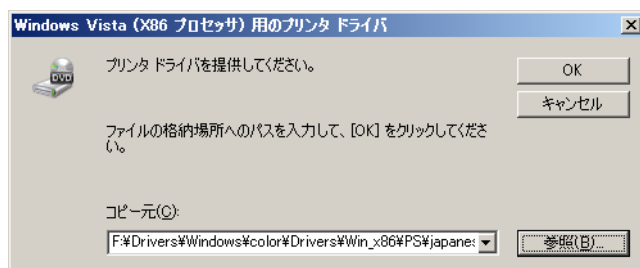 Windows Vista (X86 プロセッサ) 用のプリンタ ドライバ
プリンタ ドライバを提供してください。
OK
キャンセル
ファイルの格納場所へのパスを入力して、[OK] をクリックしてくださ
い。
コピー元(C):
F:¥Drivers¥Windows¥color¥Drivers¥Win_x86¥PS¥japanes
参照(B)...
DVD